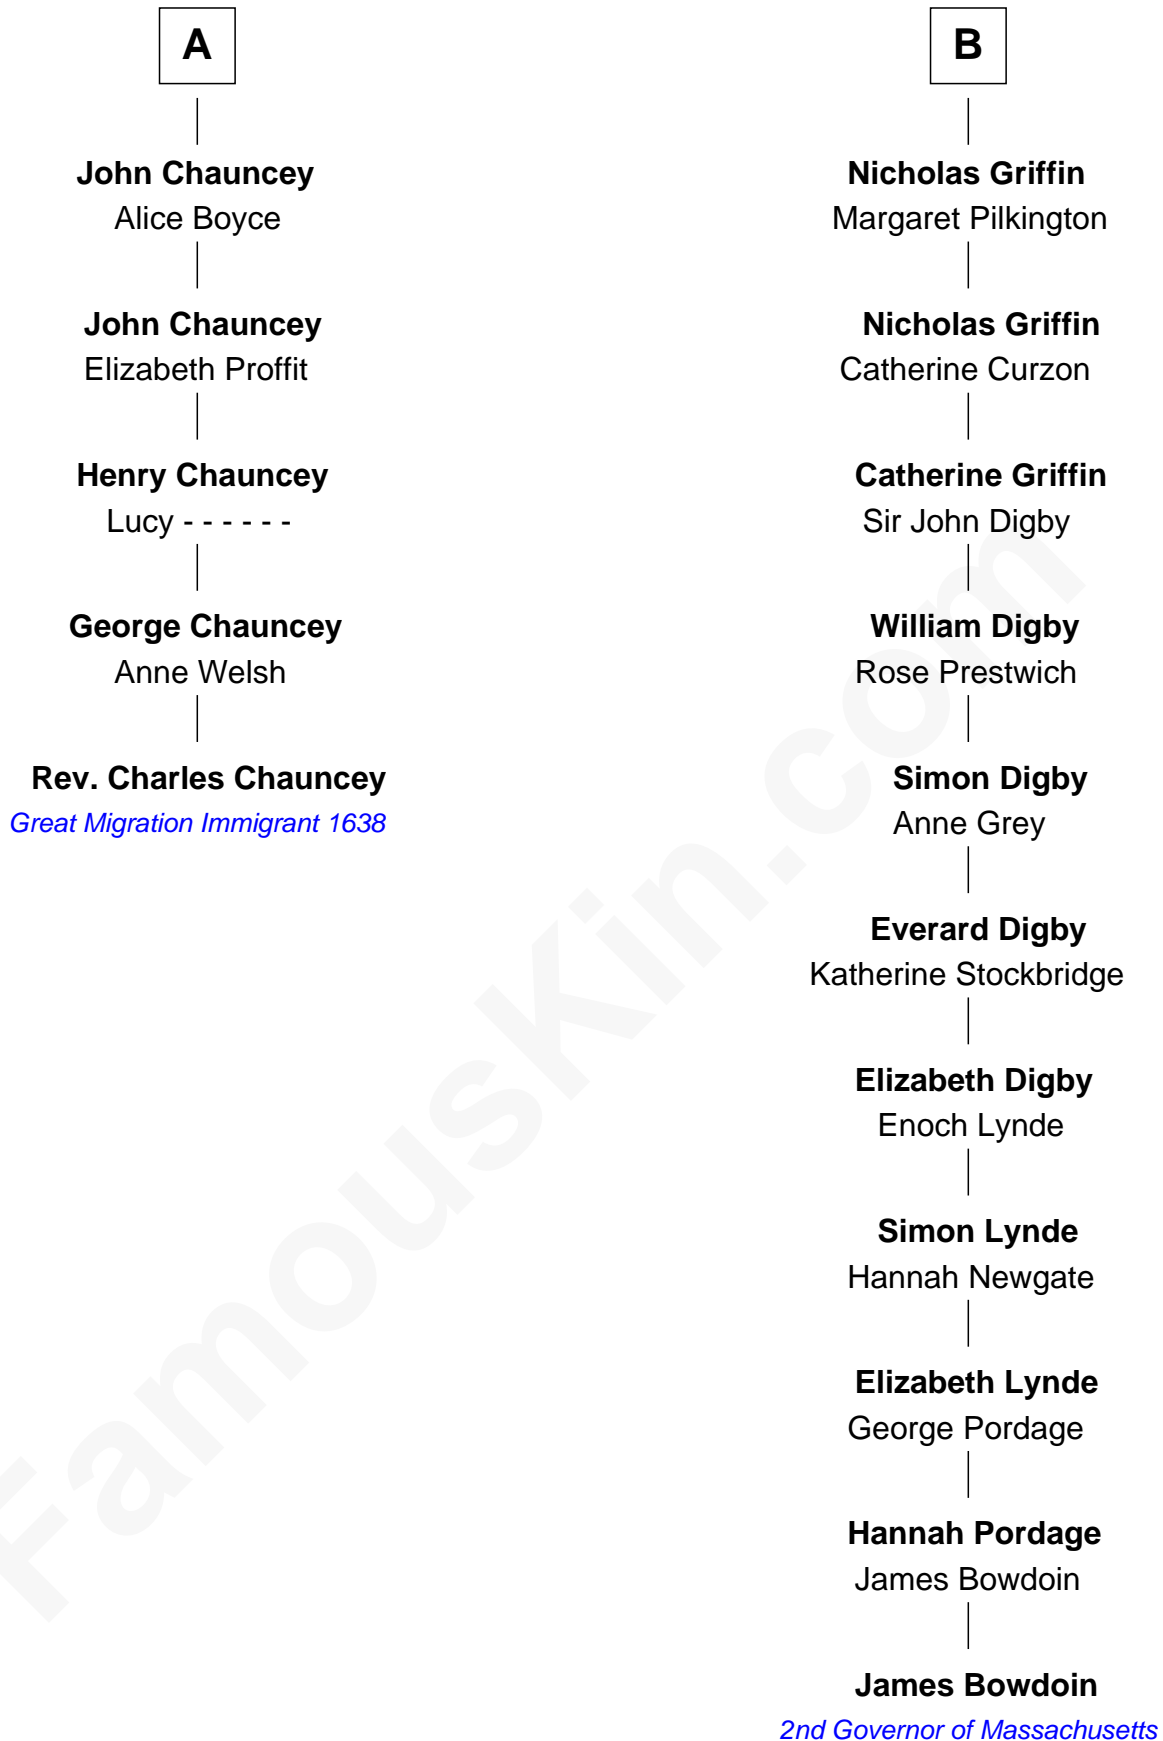 A
John Chauncey
Alice Boyce
John Chauncey
Elizabeth Proffit
Henry Chauncey
Lucy - - - - - -
George Chauncey
Anne Welsh
Rev. Charles Chauncey
Great Migration Immigrant 1638
B
Nicholas Griffin
Margaret Pilkington
Nicholas Griffin
Catherine Curzon
Catherine Griffin
Sir John Digby
William Digby
Rose Prestwich
Simon Digby
Anne Grey
Everard Digby
Katherine Stockbridge
Elizabeth Digby
Enoch Lynde
Simon Lynde
Hannah Newgate
Elizabeth Lynde
George Pordage
Hannah Pordage
James Bowdoin
James Bowdoin
2nd Governor of Massachusetts
FamousKin.com